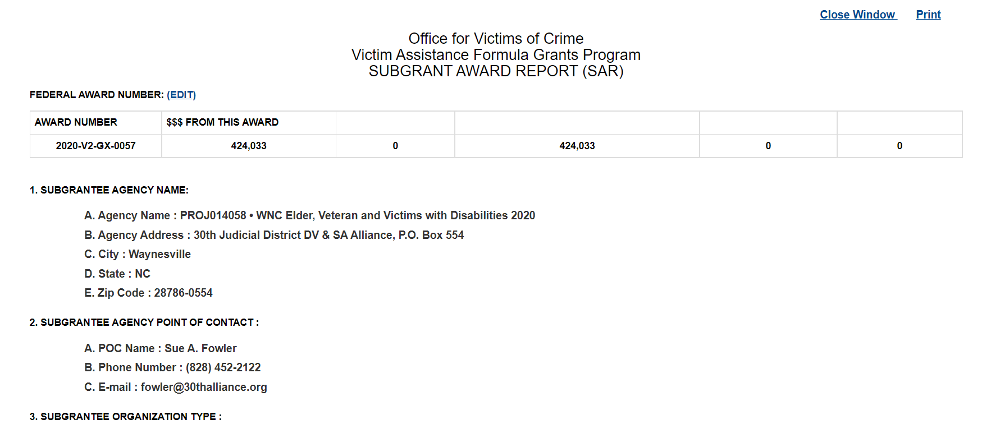 Close Window Print
Office for Victims of Crime
Victim Assistance Formula Grants Program
SUBGRANT AWARD REPORT (SAR)
FEDERAL AWARD NUMBER: (EDIT)
AWARD NUMBER $$$ FROM THIS AWARD
2020-V2-GX-0057 424,033 0 424,033 0 0
1. SUBGRANTEE AGENCY NAME:
A. Agency Name : PROJ014058 • WNC Elder, Veteran and Victims with Disabilities 2020
B. Agency Address : 30th Judicial District DV & SA Alliance, P.O. Box 554
C. City : Waynesville
D. State : NC
E. Zip Code : 28786-0554
2. SUBGRANTEE AGENCY POINT OF CONTACT :
A. POC Name : Sue A. Fowler
B. Phone Number : (828) 452-2122
C. E-mail : fowler@30thalliance.org
3. SUBGRANTEE ORGANIZATION TYPE :